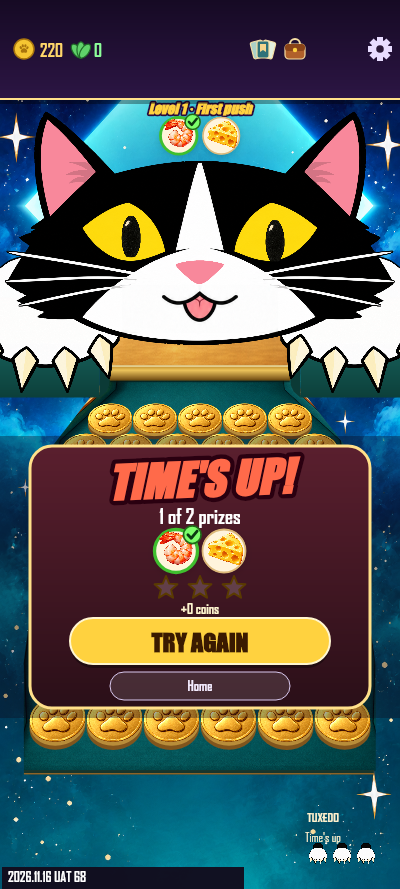 220
0
Level 1 · First push
TIME'S UP!
1 of 2 prizes
+0 coins
TRY AGAIN
Home
TUXEDO
Time's up
2026.11.16 UAT 68